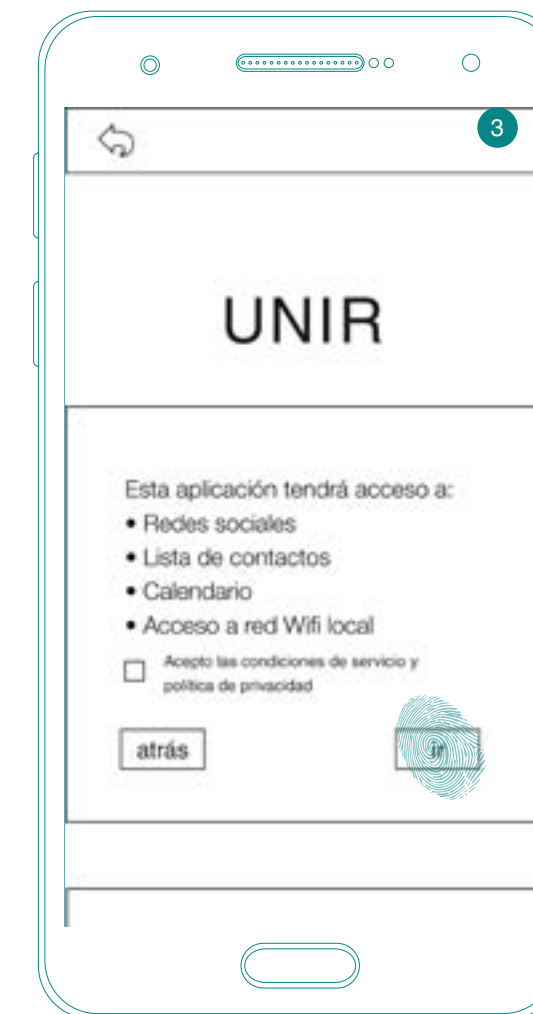 3
UNIR
Esta aplicación tendrá acceso a:
• Redes sociales
• Lista de contactos
• Calendario
• Acceso a red Wifi local
Acepto las condiciones de servicio y
política de privacidad
atrás
ir